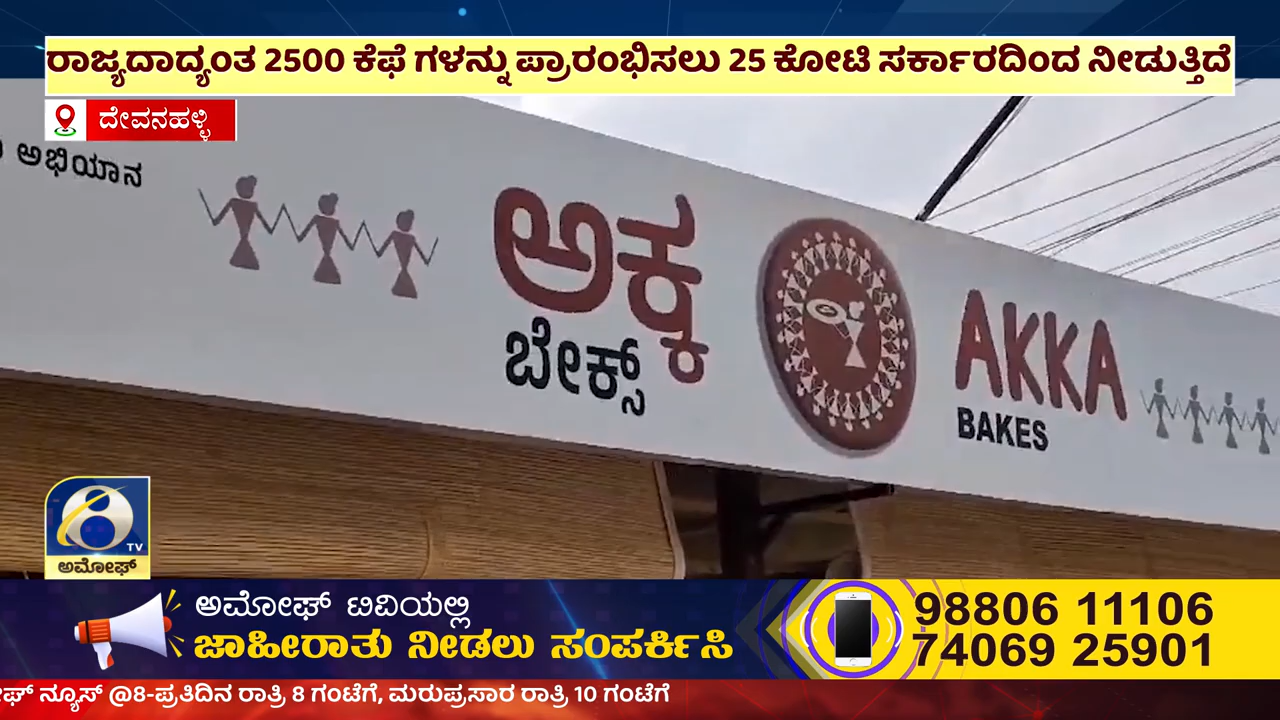 ರಾಜ್ಯದಾದ್ಯಂತ 2500 ಕೆಫೆ ಗಳನ್ನು ಪ್ರಾರಂಭಿಸಲು 25 ಕೋಟಿ ಸರ್ಕಾರದಿಂದ ನೀಡುತ್ತಿದೆ
ದೇವನಹಳ್ಳಿ
ಅಭಿಯಾನ
ಅಕ್ಕ
ಬೇಕ್ಸ್
AKKA
BAKES
8
TV
ಅಮೋಘ್
ಅಮೋಘ್ ಟಿವಿಯಲ್ಲಿ
ಜಾಹೀರಾತು ನೀಡಲು ಸಂಪರ್ಕಿಸಿ
98806 11106
74069 25901
ನ್ಯೂಸ್ @8-ಪ್ರತಿದಿನ ರಾತ್ರಿ 8 ಗಂಟೆಗೆ, ಮರುಪ್ರಸಾರ ರಾತ್ರಿ 10 ಗಂಟೆಗೆ